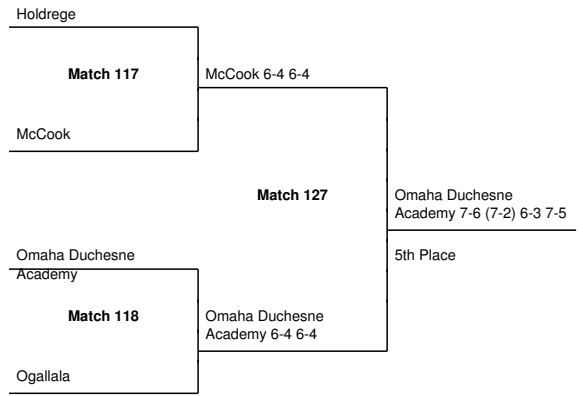 Holdrege
Match 117
McCook 6-4 6-4
McCook
Match 127
Omaha Duchesne
Academy 7-6 (7-2) 6-3 7-5
Omaha Duchesne
Academy
5th Place
Match 118
Omaha Duchesne
Academy 6-4 6-4
Ogallala